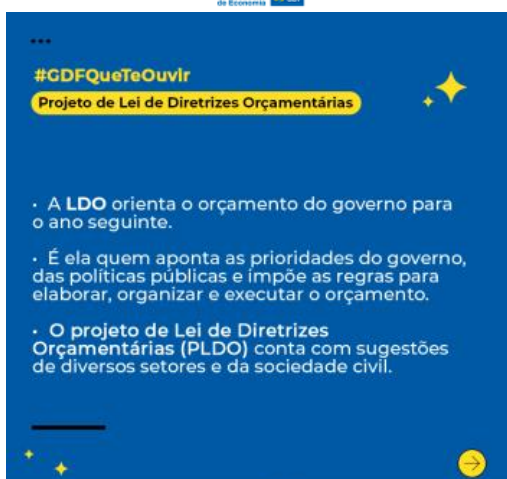 de Economia
...
#GDFQueTeOuvir
Projeto de Lei de Diretrizes Orçamentárias
• A LDO orienta o orçamento do governo para
o ano seguinte.
• É ela quem aponta as prioridades do governo,
das políticas públicas e impõe as regras para
elaborar, organizar e executar o orçamento.
• O projeto de Lei de Diretrizes
Orçamentárias (PLDO) conta com sugestões
de diversos setores e da sociedade civil.